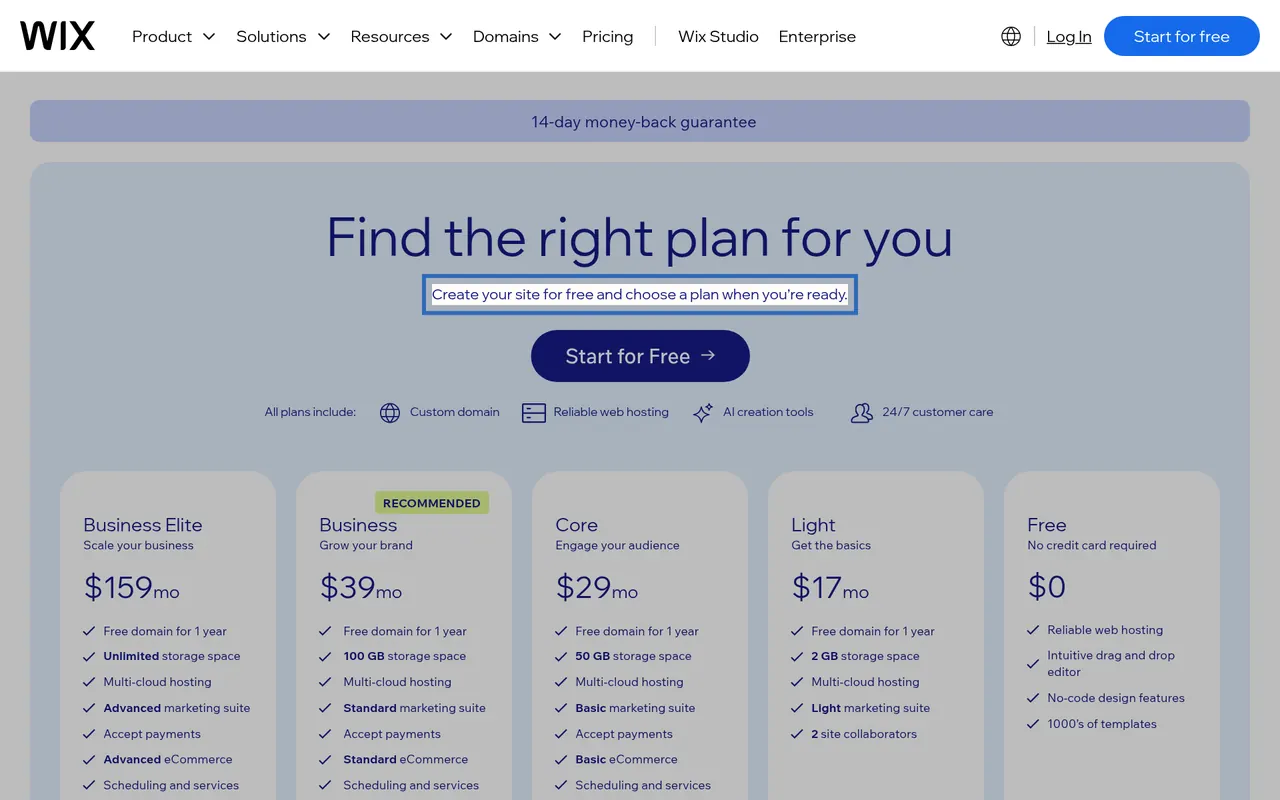 WIX Product Solutions Resources Domains Pricing Wix Studio Enterprise Log In Start for free
14-day money-back guarantee
Find the right plan for you
Create your site for free and choose a plan when you're ready.
Start for Free →
All plans include: Custom domain Reliable web hosting AI creation tools 24/7 customer care
Business Elite
Scale your business
$159mo
Free domain for 1 year
Unlimited storage space
Multi-cloud hosting
Advanced marketing suite
Accept payments
Advanced eCommerce
Scheduling and services
RECOMMENDED
Business
Grow your brand
$39mo
Free domain for 1 year
100 GB storage space
Multi-cloud hosting
Standard marketing suite
Accept payments
Standard eCommerce
Scheduling and services
Core
Engage your audience
$29mo
Free domain for 1 year
50 GB storage space
Multi-cloud hosting
Basic marketing suite
Accept payments
Basic eCommerce
Scheduling and services
Light
Get the basics
$17mo
Free domain for 1 year
2 GB storage space
Multi-cloud hosting
Light marketing suite
2 site collaborators
Free
No credit card required
$0
Reliable web hosting
Intuitive drag and drop
editor
No-code design features
1000's of templates